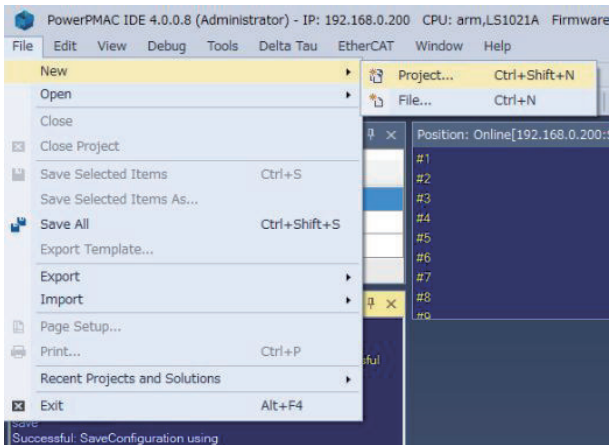 PowerPMAC IDE 4.0.0.8 (Administrator) - IP: 192.168.0.200 CPU: arm,LS1021A Firmware
File Edit View Debug Tools Delta Tau EtherCAT Window Help
New
Project... Ctrl+Shift+N
Open
File... Ctrl+N
Close
Close Project
Position: Online[192.168.0.200:
#1
Save Selected Items Ctrl+S
#2
Save Selected Items As...
#3
Save All Ctrl+Shift+S
#4
Export Template...
#5
#6
Export
#7
Import
#8
Page Setup...
#9
Print... Ctrl+P
sful
Recent Projects and Solutions
Exit Alt+F4
save
Successful: SaveConfiguration using